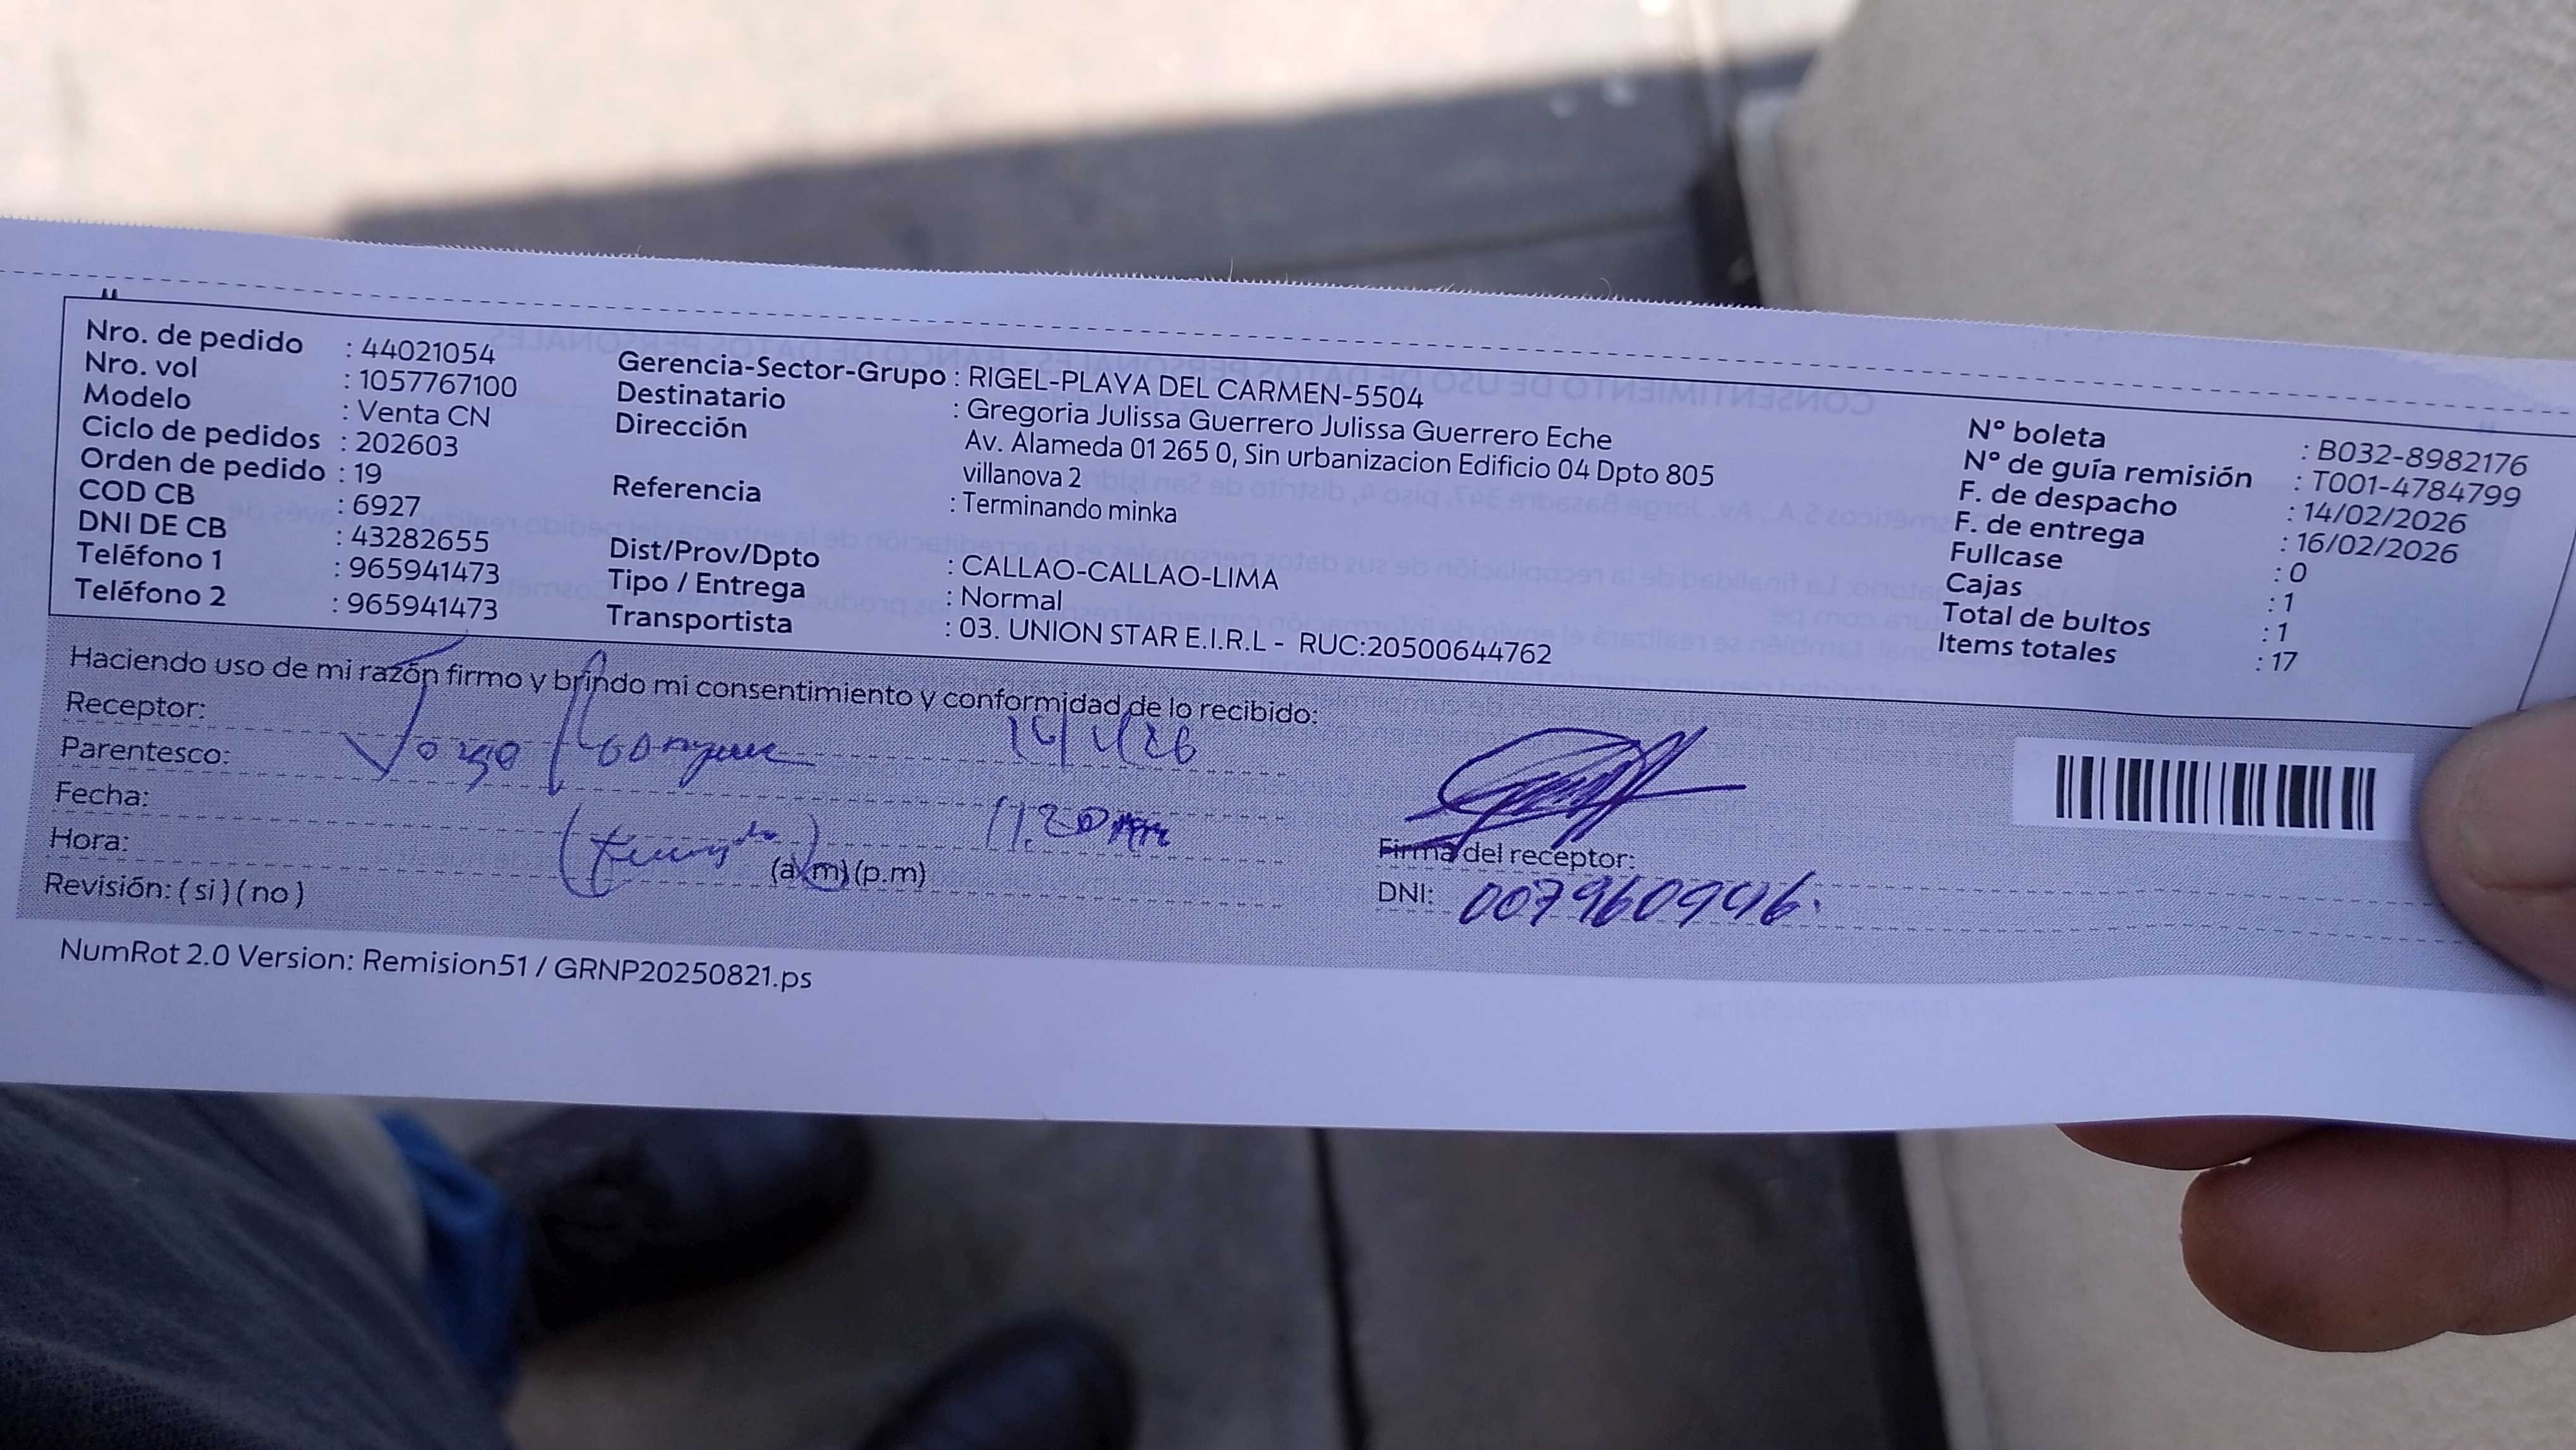 Nro. de pedido : 44021054
Nro. vol : 1057767100
Modelo : Venta CN
Ciclo de pedidos : 202603
Orden de pedido : 19
COD CB : 6927
DNI DE CB : 43282655
Teléfono 1 : 965941473
Teléfono 2 : 965941473
Gerencia-Sector-Grupo : RIGEL-PLAYA DEL CARMEN-5504
Destinatario : Gregoria Julissa Guerrero Julissa Guerrero Eche
Dirección Av. Alameda 01 265 0, Sin urbanizacion Edificio 04 Dpto 805
villanova 2
Referencia : Terminando minka
Dist/Prov/Dpto : CALLAO-CALLAO-LIMA
Tipo / Entrega : Normal
Transportista : 03. UNION STAR E.I.R.L - RUC:20500644762
N° boleta : B032-8982176
N° de guía remisión : T001-4784799
F. de despacho : 14/02/2026
F. de entrega : 16/02/2026
Fullcase : 0
Cajas : 1
Total de bultos : 1
Items totales : 17
Haciendo uso de mi razón firmo y brindo mi consentimiento y conformidad de lo recibido:
Receptor:
Parentesco:
Fecha:
Hora: (a.m) (p.m)
Revisión: ( si ) ( no )
Firma del receptor:
DNI: 0079609946
NumRot 2.0 Version: Remision51 / GRNP20250821.ps